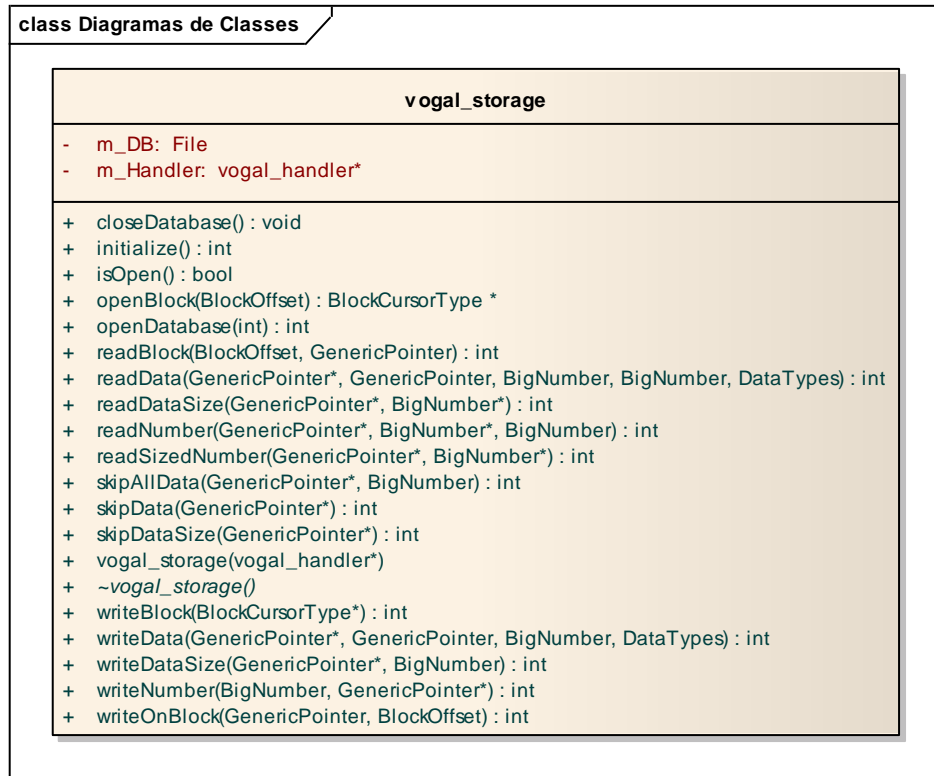 class Diagramas de Classes
vogal_storage
- m_DB: File
- m_Handler: vogal_handler*
+ closeDatabase() : void
+ initialize() : int
+ isOpen() : bool
+ openBlock(BlockOffset) : BlockCursorType *
+ openDatabase(int) : int
+ readBlock(BlockOffset, GenericPointer) : int
+ readData(GenericPointer*, GenericPointer, BigNumber, BigNumber, DataTypes) : int
+ readDataSize(GenericPointer*, BigNumber*) : int
+ readNumber(GenericPointer*, BigNumber*, BigNumber) : int
+ readSizedNumber(GenericPointer*, BigNumber*) : int
+ skipAllData(GenericPointer*, BigNumber) : int
+ skipData(GenericPointer*) : int
+ skipDataSize(GenericPointer*) : int
+ vogal_storage(vogal_handler*)
+ ~vogal_storage()
+ writeBlock(BlockCursorType*) : int
+ writeData(GenericPointer*, GenericPointer, BigNumber, DataTypes) : int
+ writeDataSize(GenericPointer*, BigNumber) : int
+ writeNumber(BigNumber, GenericPointer*) : int
+ writeOnBlock(GenericPointer, BlockOffset) : int